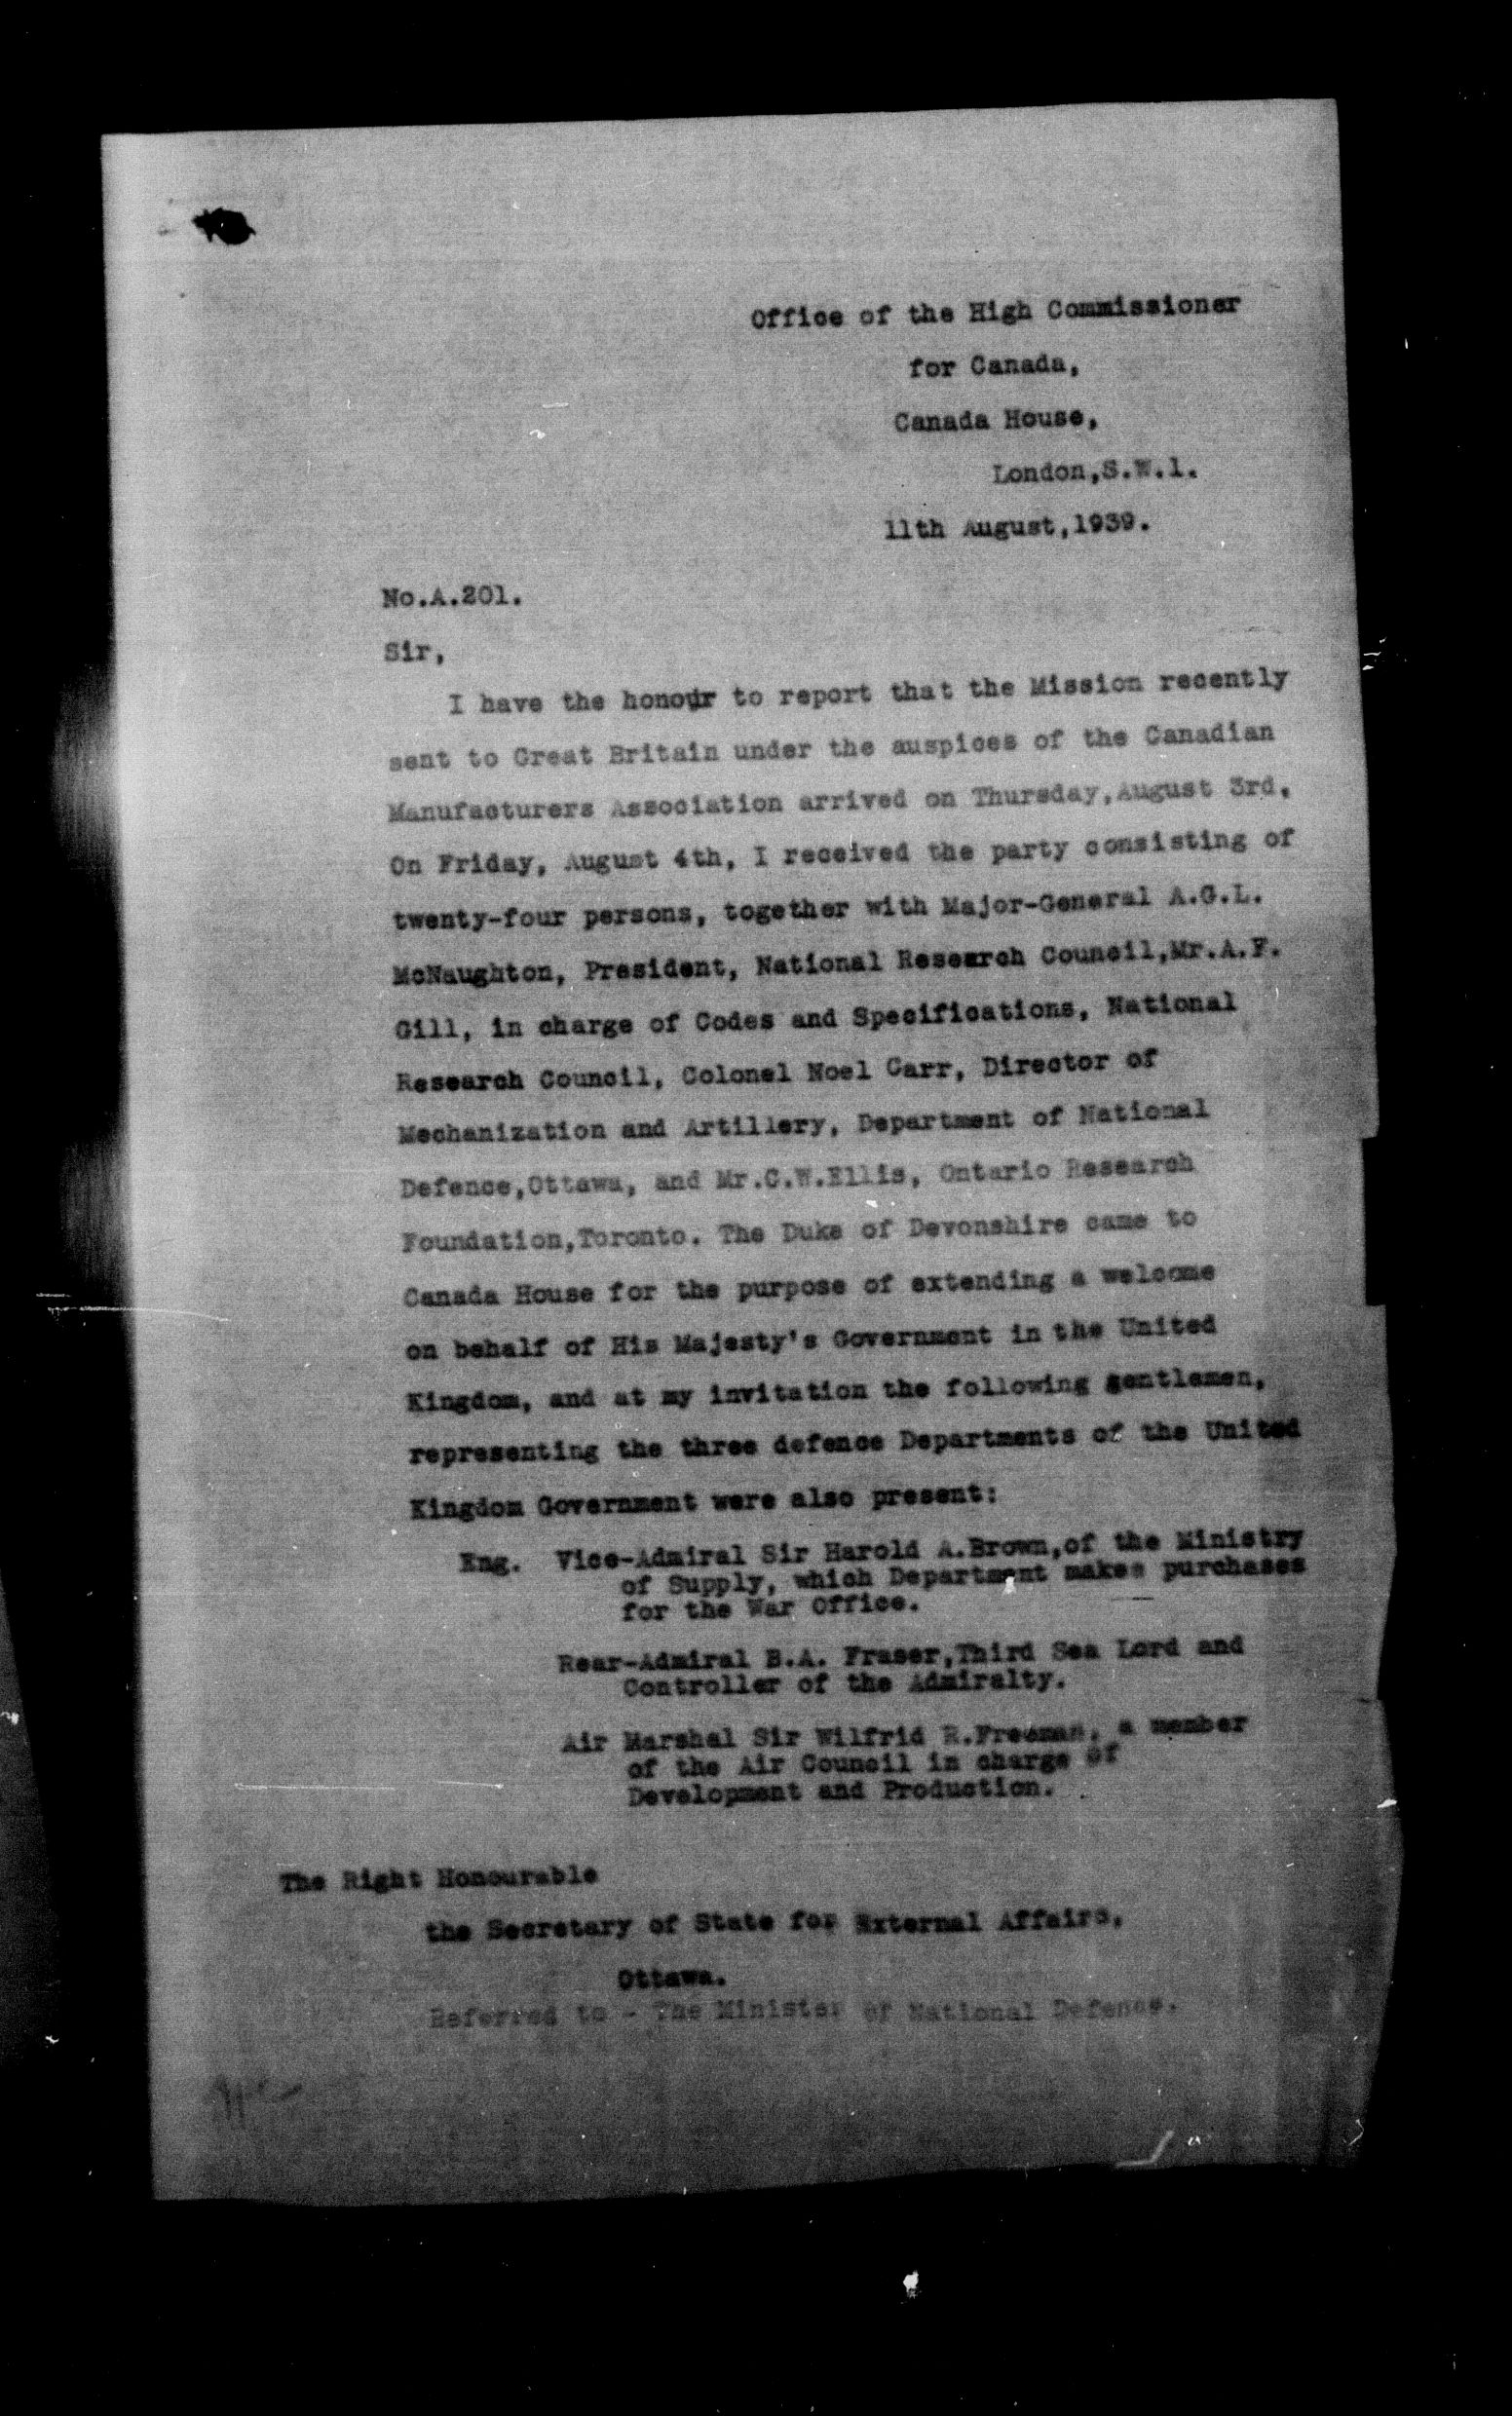 Office of the High Commissioner
for Canada,
Canada House,
London,S.W.1.
11th August,1939.
No.A.201.
Sir,
I have the honour to report that the Mission recently
sent to Great Britain under the auspices of the Canadian
Manufacturers Association arrived on Thursday,August 3rd.
On Friday, August 4th, I received the party consisting of
twenty-four persons, together with Major-General A.G.L.
McNaughton, President, National Research Council,Mr.A.F.
Gill, in charge of Codes and Specifications, National
Research Council, Colonel Noel Carr, Director of
Mechanization and Artillery, Department of National
Defence,Ottawa, and Mr.C.W.Ellis, Ontario Research
Foundation,Toronto. The Duke of Devonshire came to
Canada House for the purpose of extending a welcome
on behalf of His Majesty's Government in the United
Kingdom, and at my invitation the following gentlemen,
representing the three defence Departments of the United
Kingdom Government were also present:
Eng. Vice-Admiral Sir Harold A.Brown,of the Ministry
of Supply, which Department makes purchases
for the War Office.
Rear-Admiral B.A. Fraser,Third Sea Lord and
Controller of the Admiralty.
Air Marshal Sir Wilfrid R.Freeman, a member
of the Air Council in charge of
Development and Production.
The Right Honourable
the Secretary of State for External Affairs,
Ottawa.
Referred to - The Minister of National Defence.